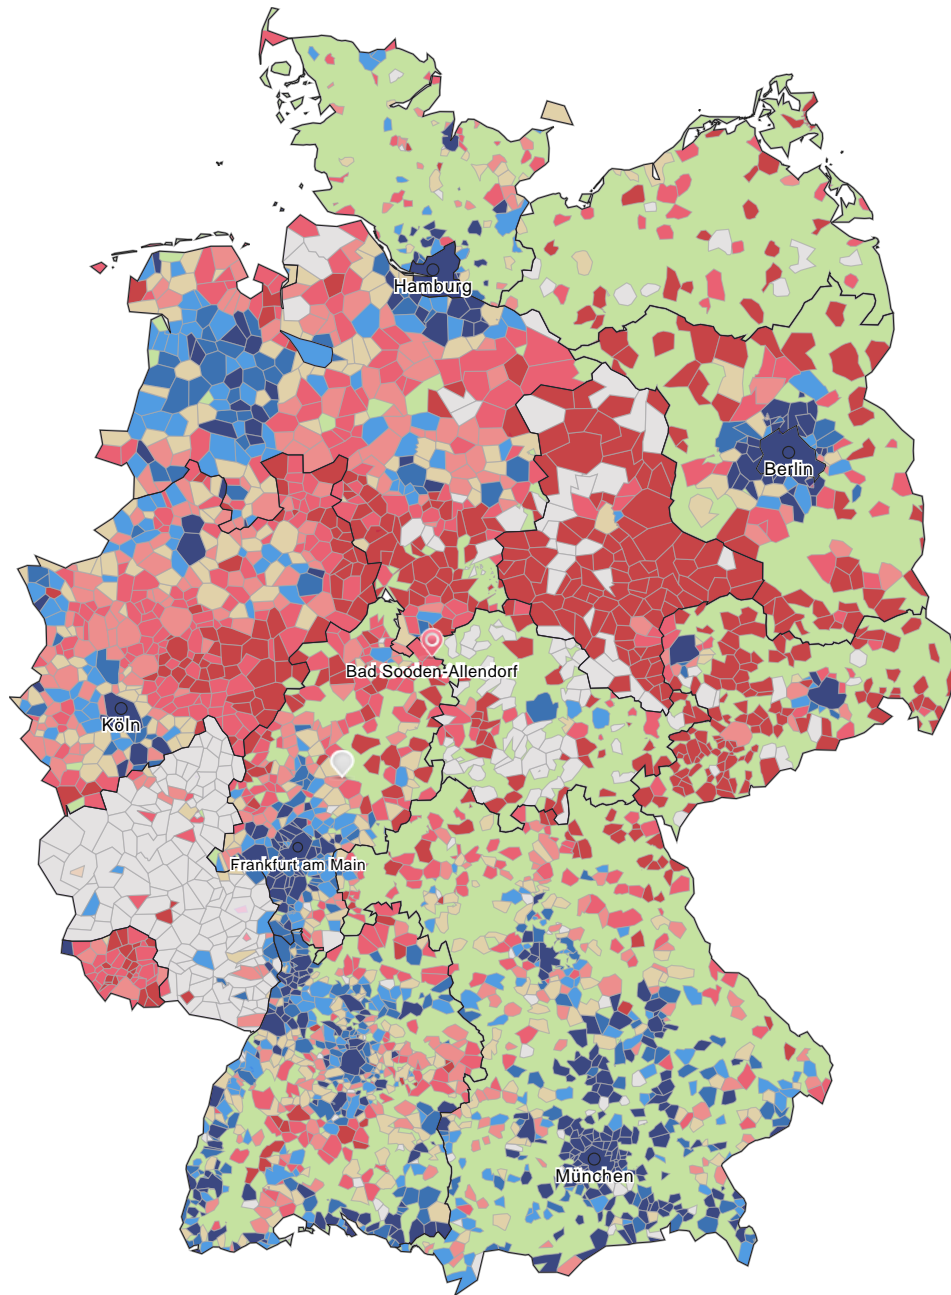 Hamburg
Berlin
Bad Sooden-Allendorf
Köln
Frankfurt am Main
München